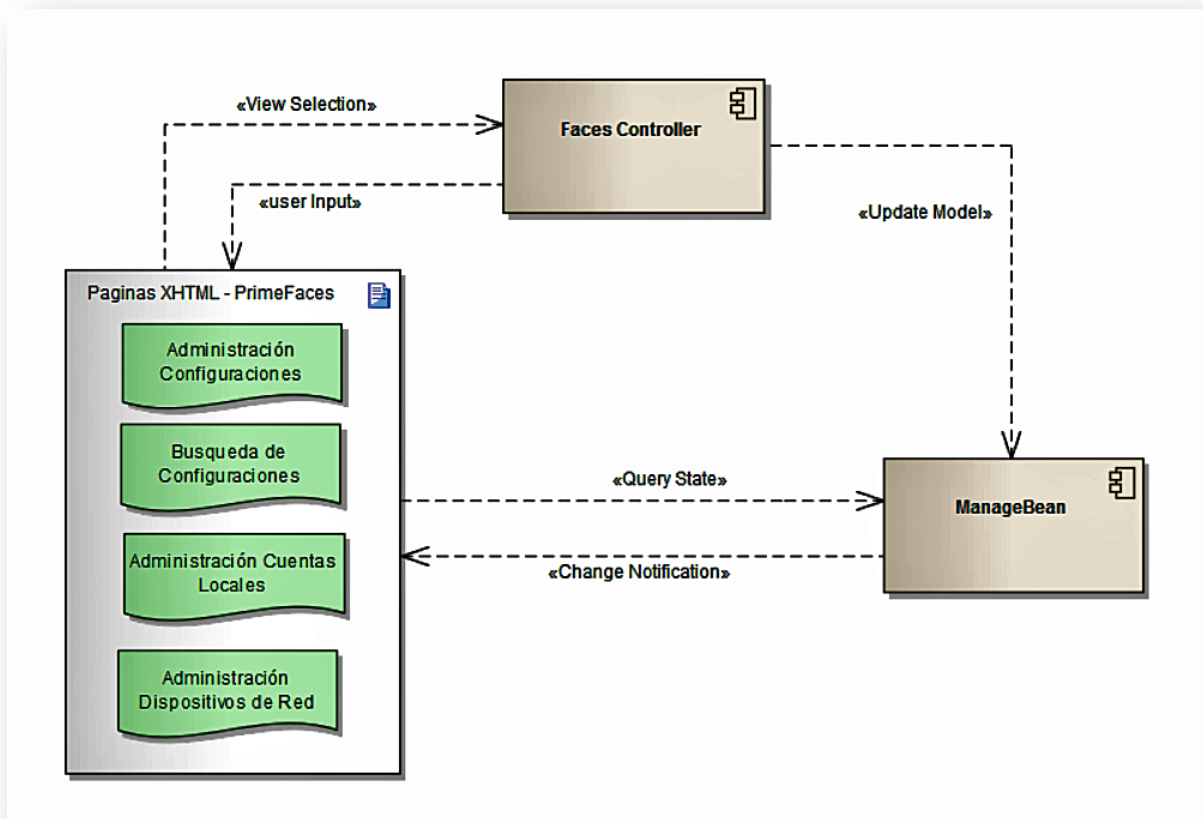 «View Selection»
Faces Controller
«user Input»
«Update Model»
Paginas XHTML - PrimeFaces
Administración
Configuraciones
Busqueda de
Configuraciones
«Query State»
ManageBean
Administración Cuentas
Locales
«Change Notification»
Administración
Dispositivos de Red